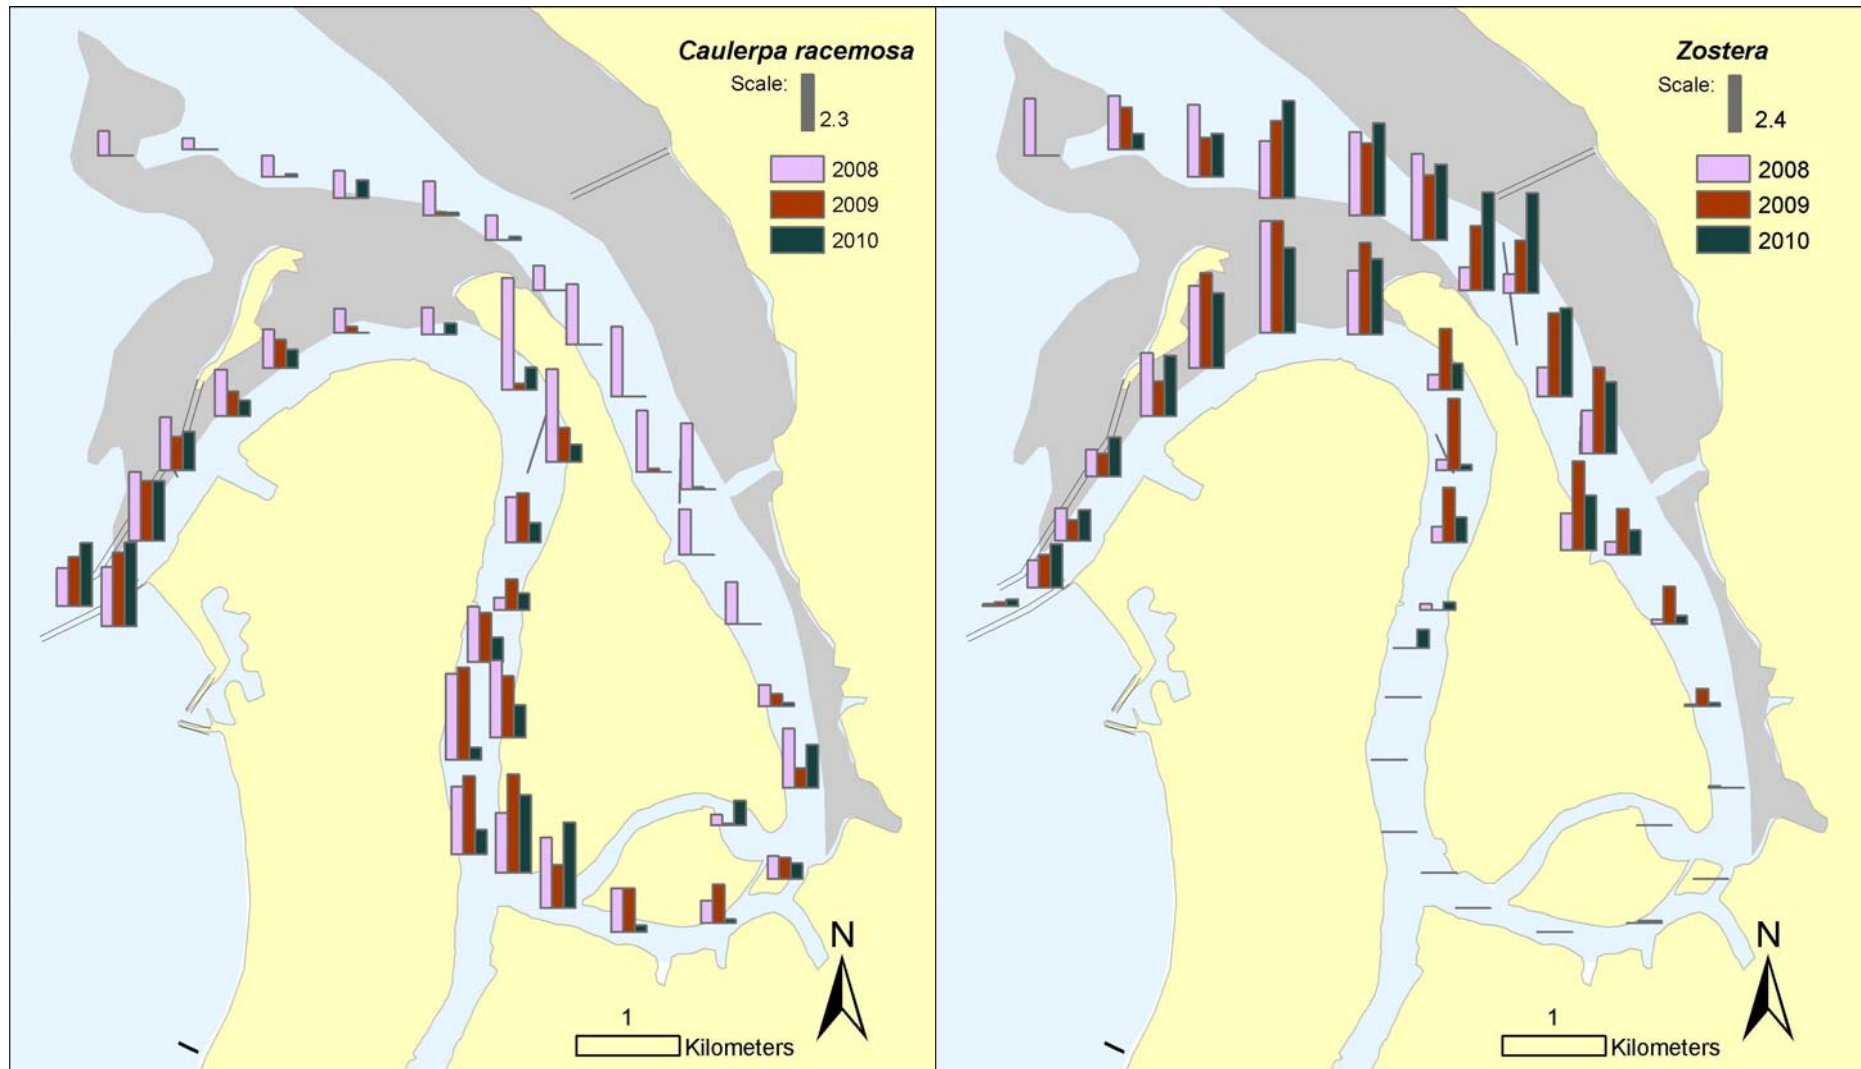 Caulerpa racemosa
Scale:
2.3
2008
2009
2010
N
1
Kilometers
Zostera
Scale:
2.4
2008
2009
2010
N
1
Kilometers